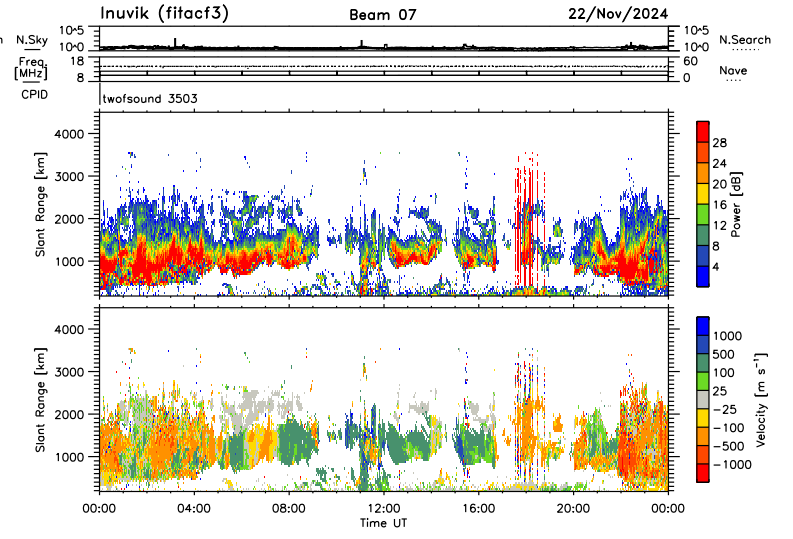 Inuvik (fitacf3) Beam 07 22/Nov/2024
N.Sky 10^5 10^0 10^5 10^0 N.Search
Freq. [MHz] 18 8 60 0 Nave
CPID twofsound 3503
Slant Range [km] 4000 3000 2000 1000
28 24 20 16 12 8 4 Power [dB]
Slant Range [km] 4000 3000 2000 1000
1000 500 100 25 -25 -100 -500 -1000 Velocity [m s⁻¹]
00:00 04:00 08:00 12:00 16:00 20:00 00:00
Time UT